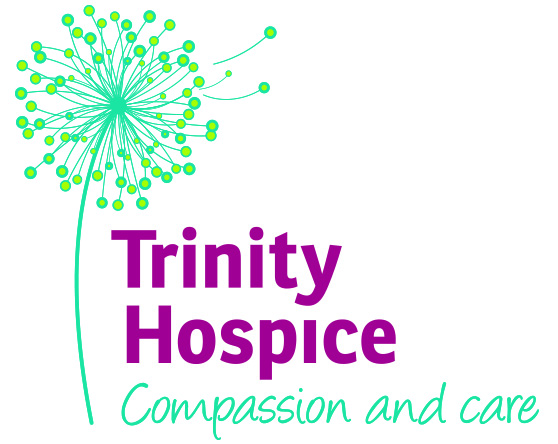 Trinity
Hospice
Compassion and care